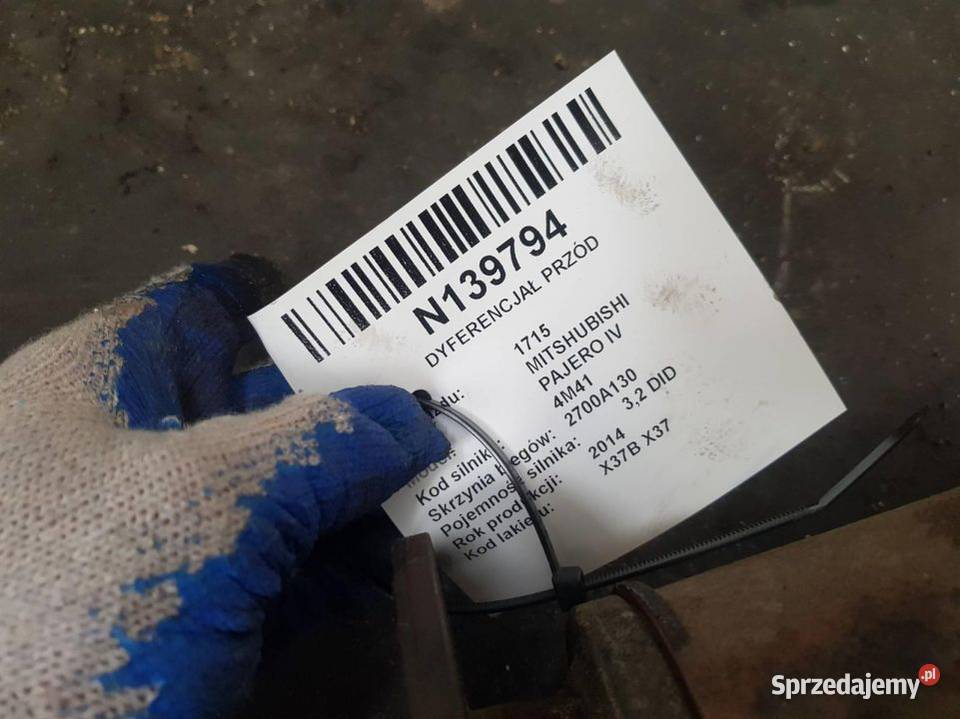 N139794
DYFERENCJAŁ PRZÓD
1715
MITSHUBISHI
PAJERO IV
Kod silnika: 4M41
Skrzynia biegów: 2700A130
Pojemność silnika: 3,2 DID
Rok produkcji: 2014
Kod lakieru: X37B X37
Sprzedajemy.pl